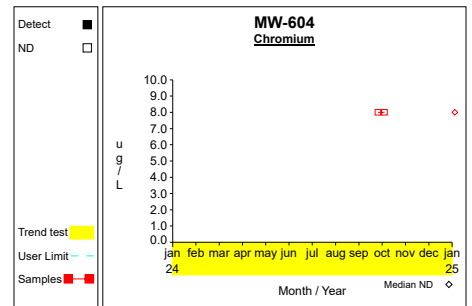 Detect
ND
Trend test
User Limit
Samples
MW-604
Chromium
ug/L
10.0
9.0
8.0
7.0
6.0
5.0
4.0
3.0
2.0
1.0
0.0
jan feb mar apr may jun jul aug sep oct nov dec jan
24 25
Month / Year
Median ND